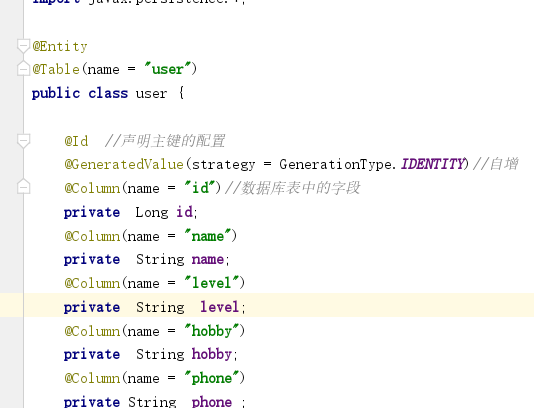 import javax.persistence.*;
@Entity
@Table(name = "user")
public class user {
@Id  //声明主键的配置
@GeneratedValue(strategy = GenerationType.IDENTITY)//自增
@Column(name = "id")//数据库表中的字段
private  Long id;
@Column(name = "name")
private  String name;
@Column(name = "level")
private  String  level;
@Column(name = "hobby")
private  String hobby;
@Column(name = "phone")
private String  phone ;